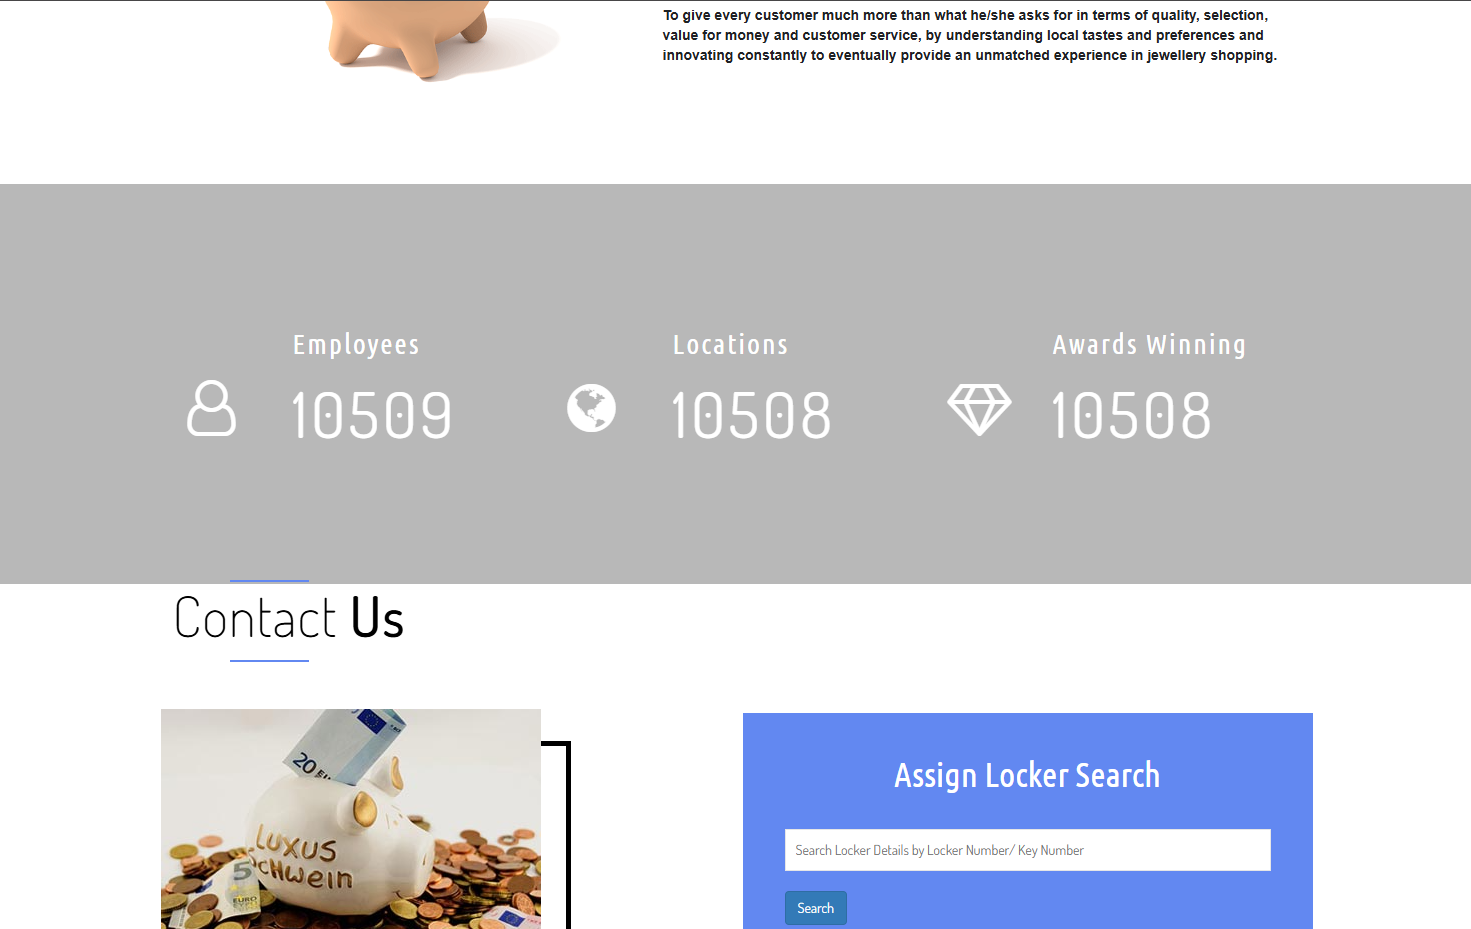 To give every customer much more than what he/she asks for in terms of quality, selection,
value for money and customer service, by understanding local tastes and preferences and
innovating constantly to eventually provide an unmatched experience in jewellery shopping.
Employees
10509
Locations
10508
Awards Winning
10508
Contact Us
20 EU
LUXUS
SCHWEIN
5
EURO
Assign Locker Search
Search Locker Details by Locker Number/ Key Number
Search